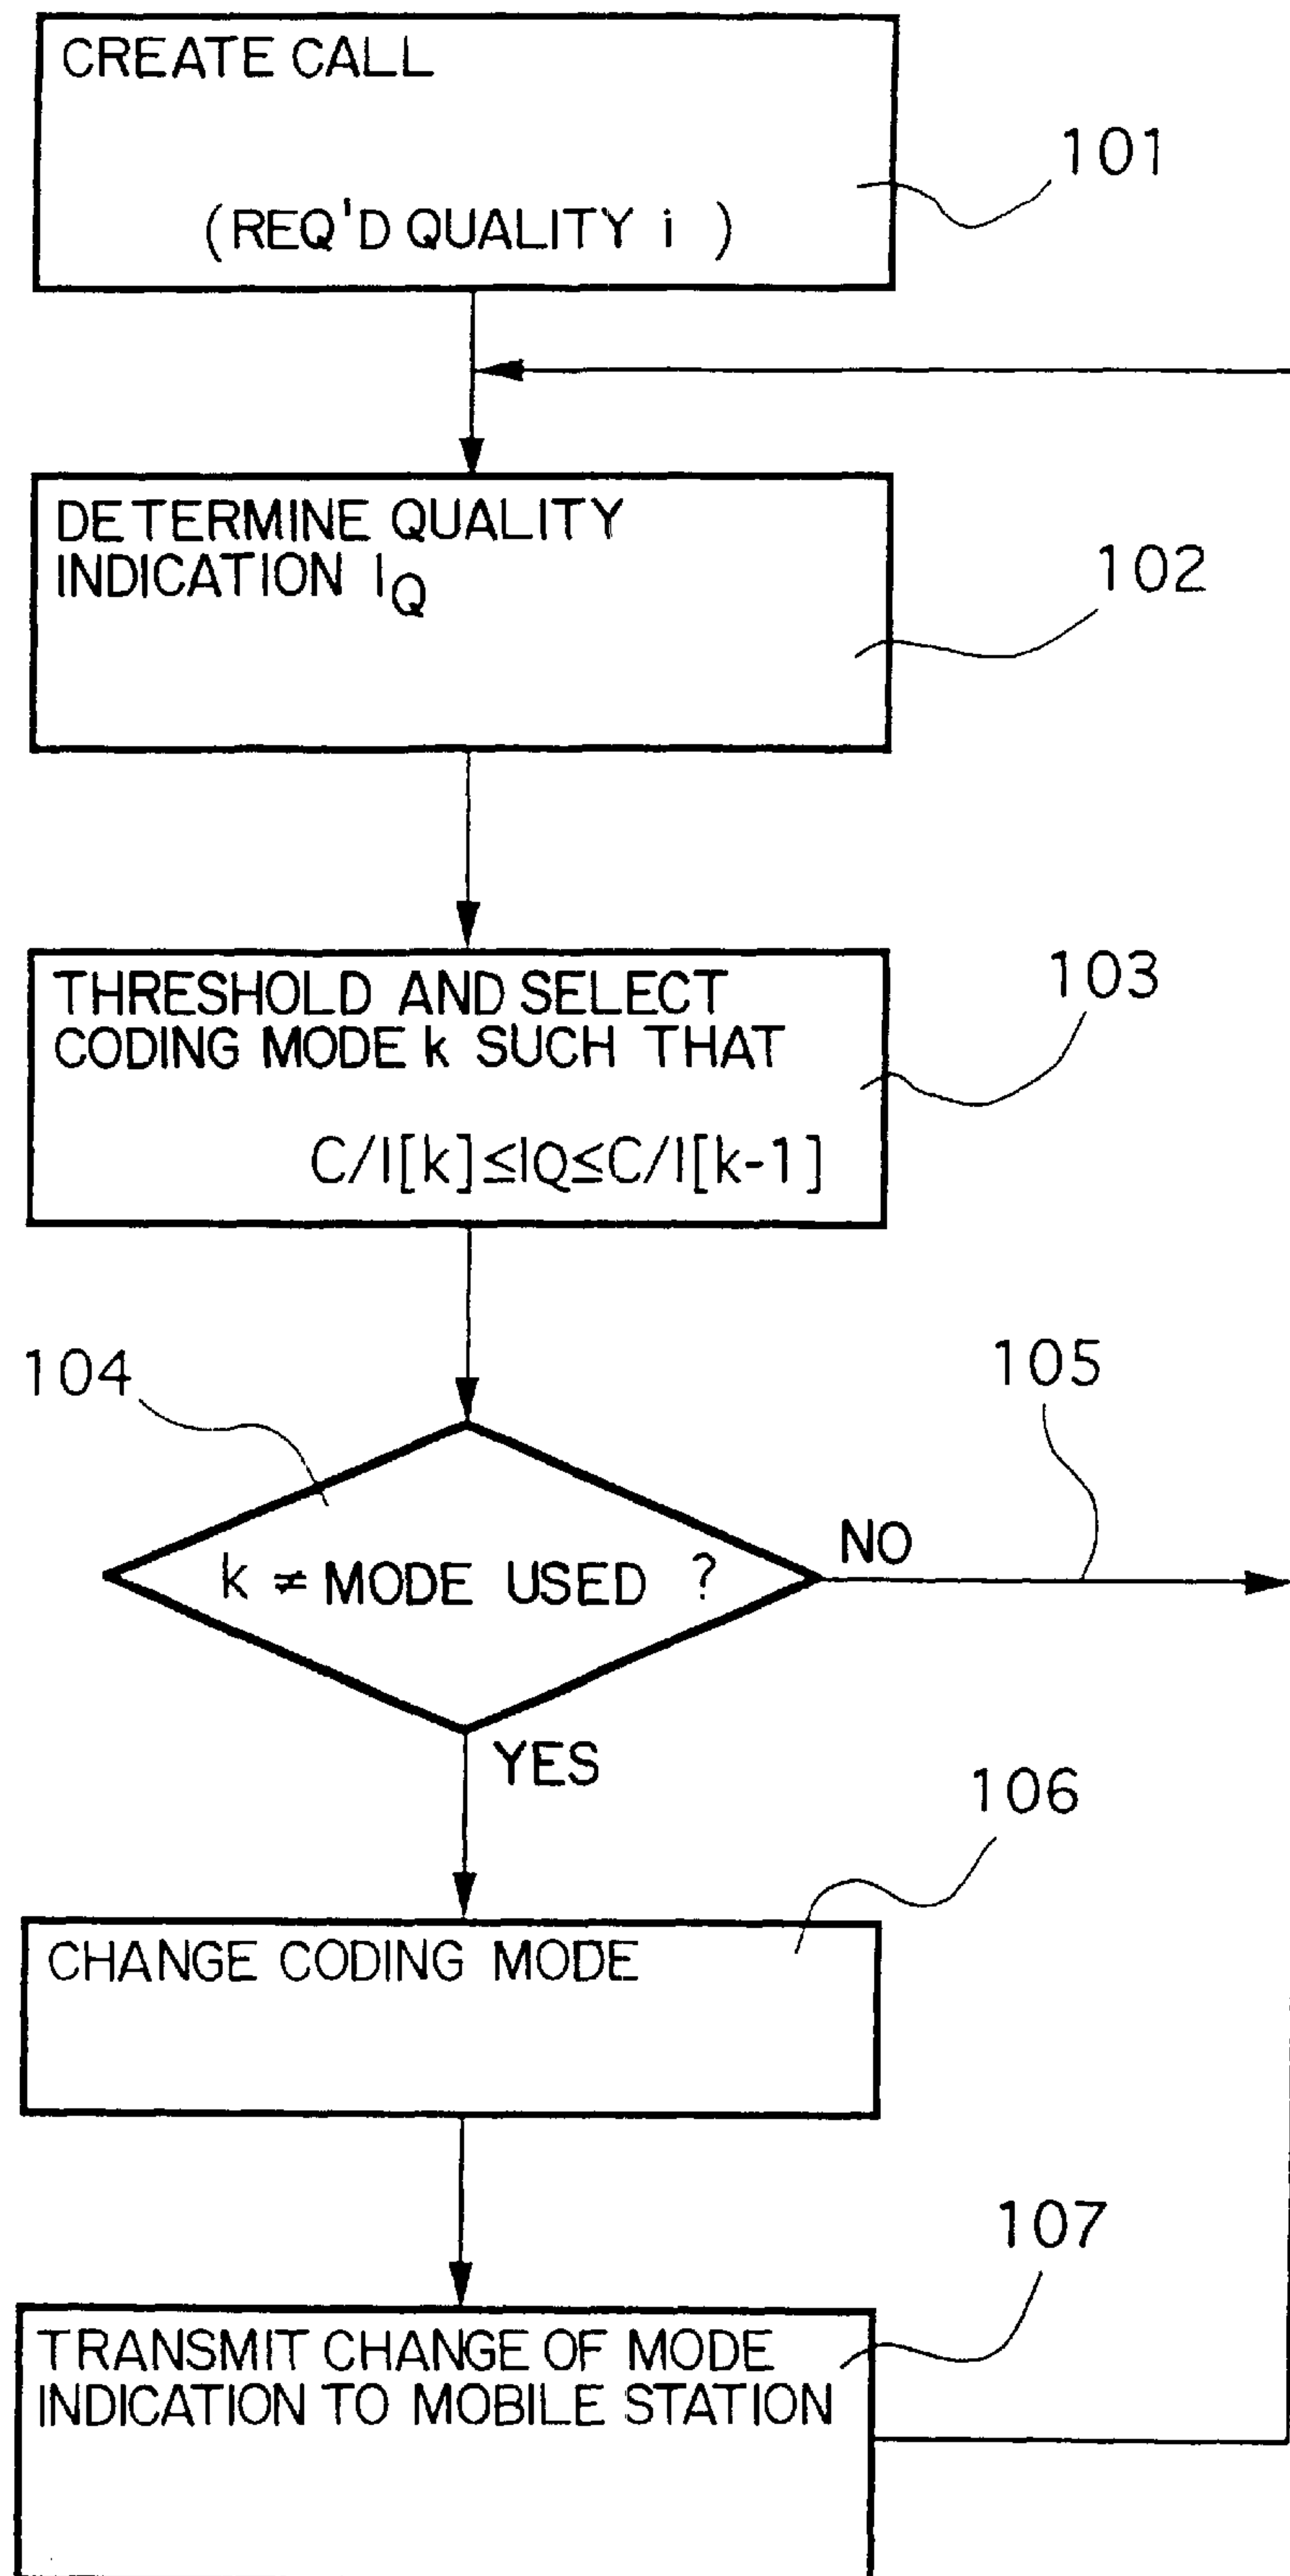 CREATE CALL
(REQ'D QUALITY i )
101
DETERMINE QUALITY
INDICATION IQ
102
THRESHOLD AND SELECT
CODING MODE k SUCH THAT
C/I[k]≤IQ≤C/I[k-1]
103
104
105
k ≠ MODE USED ?
NO
YES
106
CHANGE CODING MODE
107
TRANSMIT CHANGE OF MODE
INDICATION TO MOBILE STATION